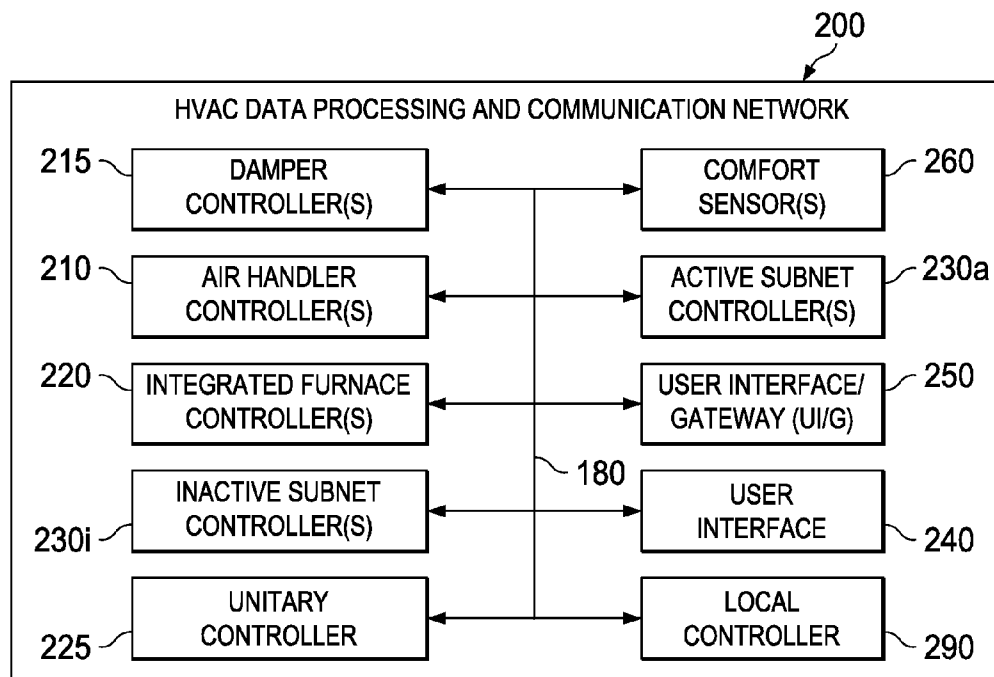 200
HVAC DATA PROCESSING AND COMMUNICATION NETWORK
215
DAMPER
CONTROLLER(S)
COMFORT
SENSOR(S)
260
210
AIR HANDLER
CONTROLLER(S)
ACTIVE SUBNET
CONTROLLER(S)
230a
220
INTEGRATED FURNACE
CONTROLLER(S)
USER INTERFACE/
GATEWAY (UI/G)
250
180
230i
INACTIVE SUBNET
CONTROLLER(S)
USER
INTERFACE
240
225
UNITARY
CONTROLLER
LOCAL
CONTROLLER
290